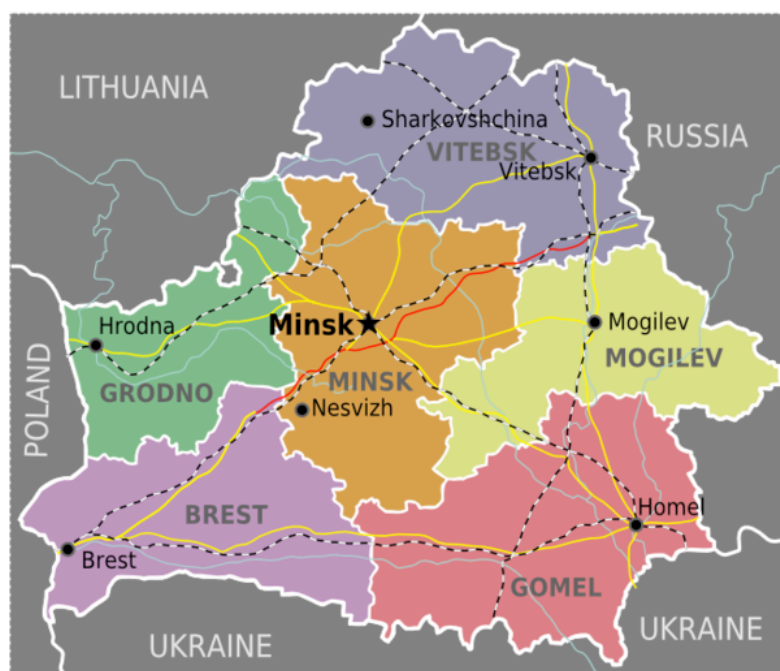 LITHUANIA
Sharkovshchina
RUSSIA
VITEBSK
Vitebsk
Hrodna
Minsk
Mogilev
MOGILEV
GRODNO
MINSK
POLAND
Nesvizh
BREST
Homel
Brest
GOMEL
UKRAINE
UKRAINE